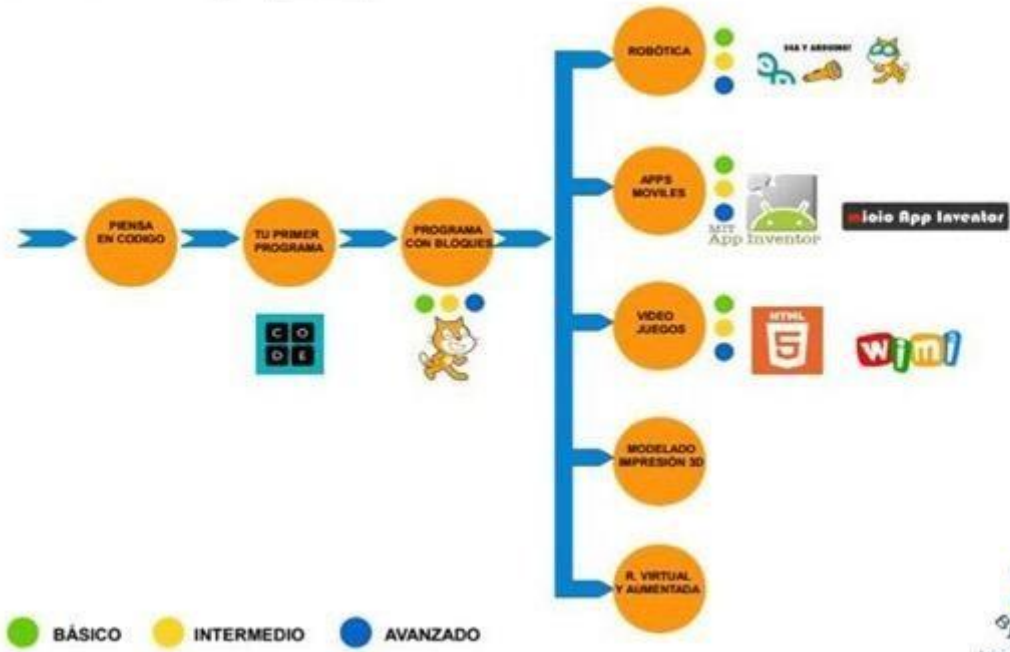 PIENSA
EN CODIGO
TU PRIMER
PROGRAMA
CODE
PROGRAMA
CON BLOQUES
ROBÓTICA
APPS
MOVILES
MIT
App Inventor
App Inventor
VIDEO
JUEGOS
HTML
5
MODELADO
IMPRESIÓN 3D
R. VIRTUAL
Y AUMENTADA
BÁSICO
INTERMEDIO
AVANZADO